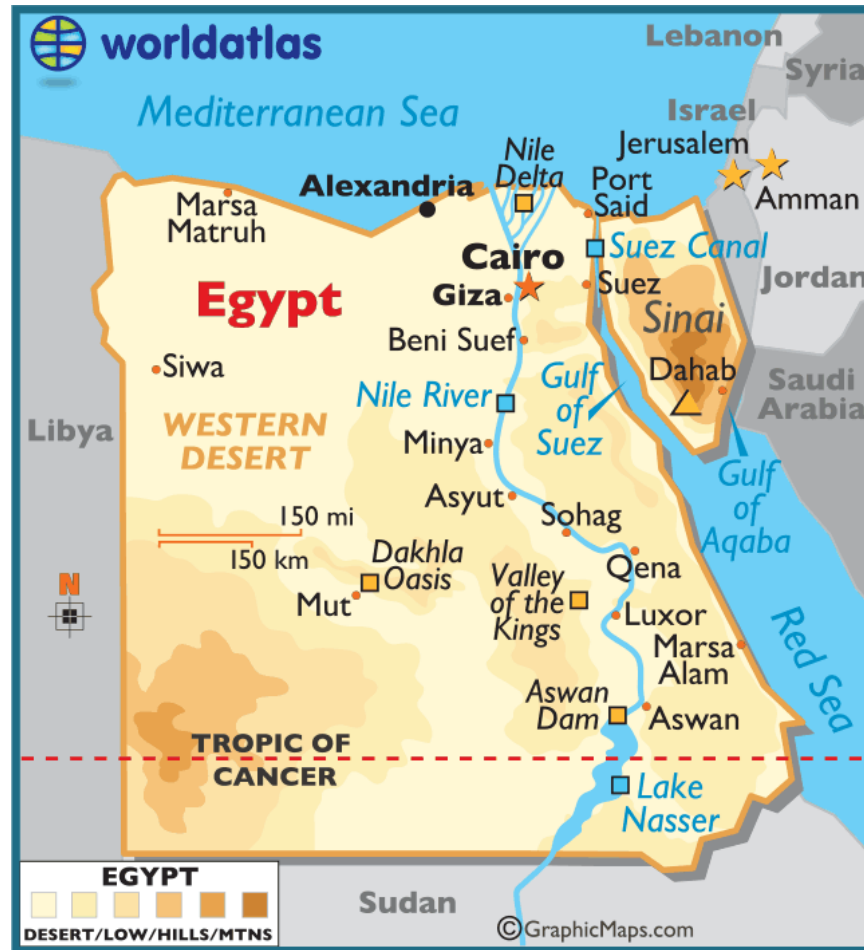 worldatlas
Lebanon
Syria
Mediterranean Sea
Israel
Jerusalem
Nile
Delta
Amman
Alexandria
Port
Said
Marsa
Matruh
Suez Canal
Cairo
Jordan
Egypt
Giza
Suez
Sinai
Beni Suef
Siwa
Dahab
Saudi
Arabia
Nile River
Gulf
of
Suez
Libya
WESTERN
DESERT
Minya
Gulf
of
Aqaba
Asyut
150 mi
150 km
Sohag
Dakhla
Oasis
Qena
N
Mut
Valley
of the
Kings
Luxor
Marsa
Alam
Red Sea
Aswan
Dam
Aswan
TROPIC OF
CANCER
Lake
Nasser
EGYPT
DESERT/LOW/HILLS/MTNS
Sudan
©GraphicMaps.com